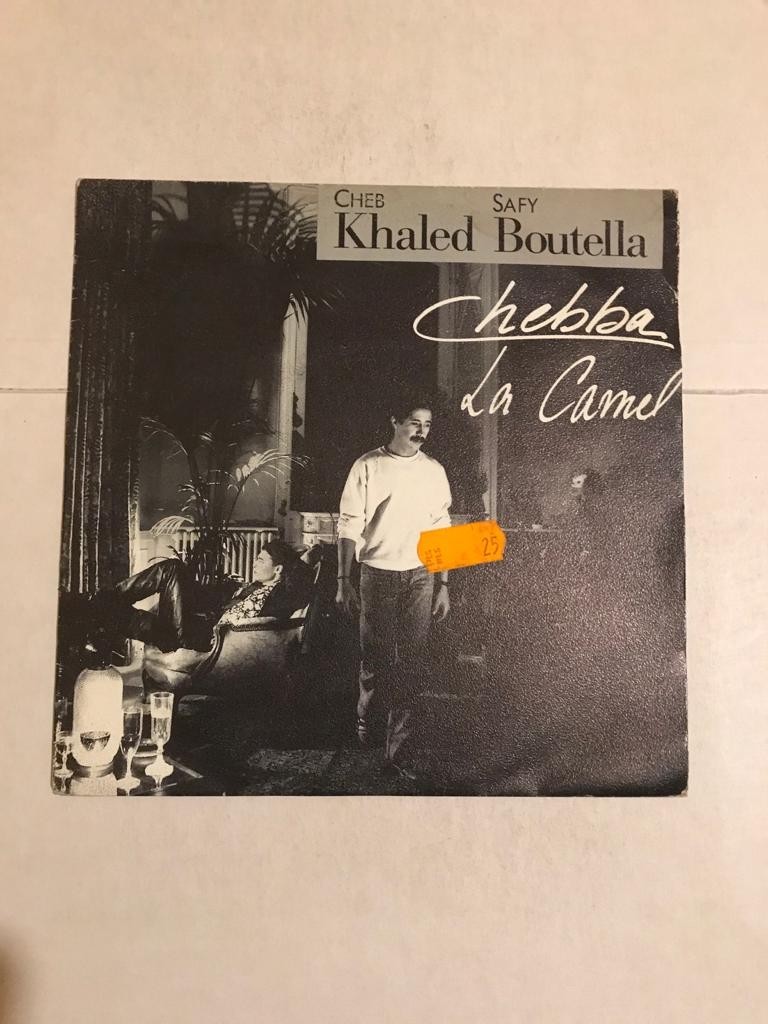 CHEB SAFY
Khaled Boutella
Chebba
La Camel
25